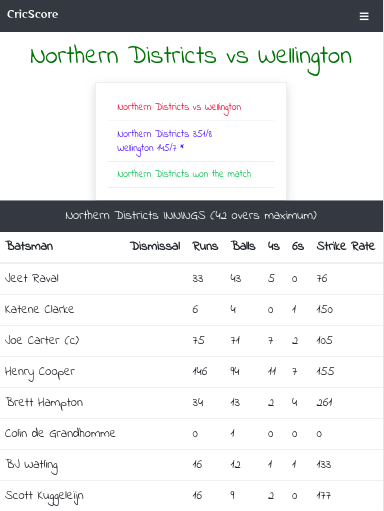 CricScore
Northern Districts vs Wellington
Northern Districts vs Wellington
Northern Districts 351/8
Wellington 145/7 *
Northern Districts won the match
Northern Districts INNINGS (42 overs maximum)
Batsman Dismissal Runs Balls 4s 6s Strike Rate
Jeet Raval 33 43 5 0 76
Katene Clarke 6 4 0 1 150
Joe Carter (c) 75 71 7 2 105
Henry Cooper 146 94 11 7 155
Brett Hampton 34 13 2 4 261
Colin de Grandhomme 0 1 0 0 0
BJ Watling 16 12 1 1 133
Scott Kuggeleijn 16 9 2 0 177